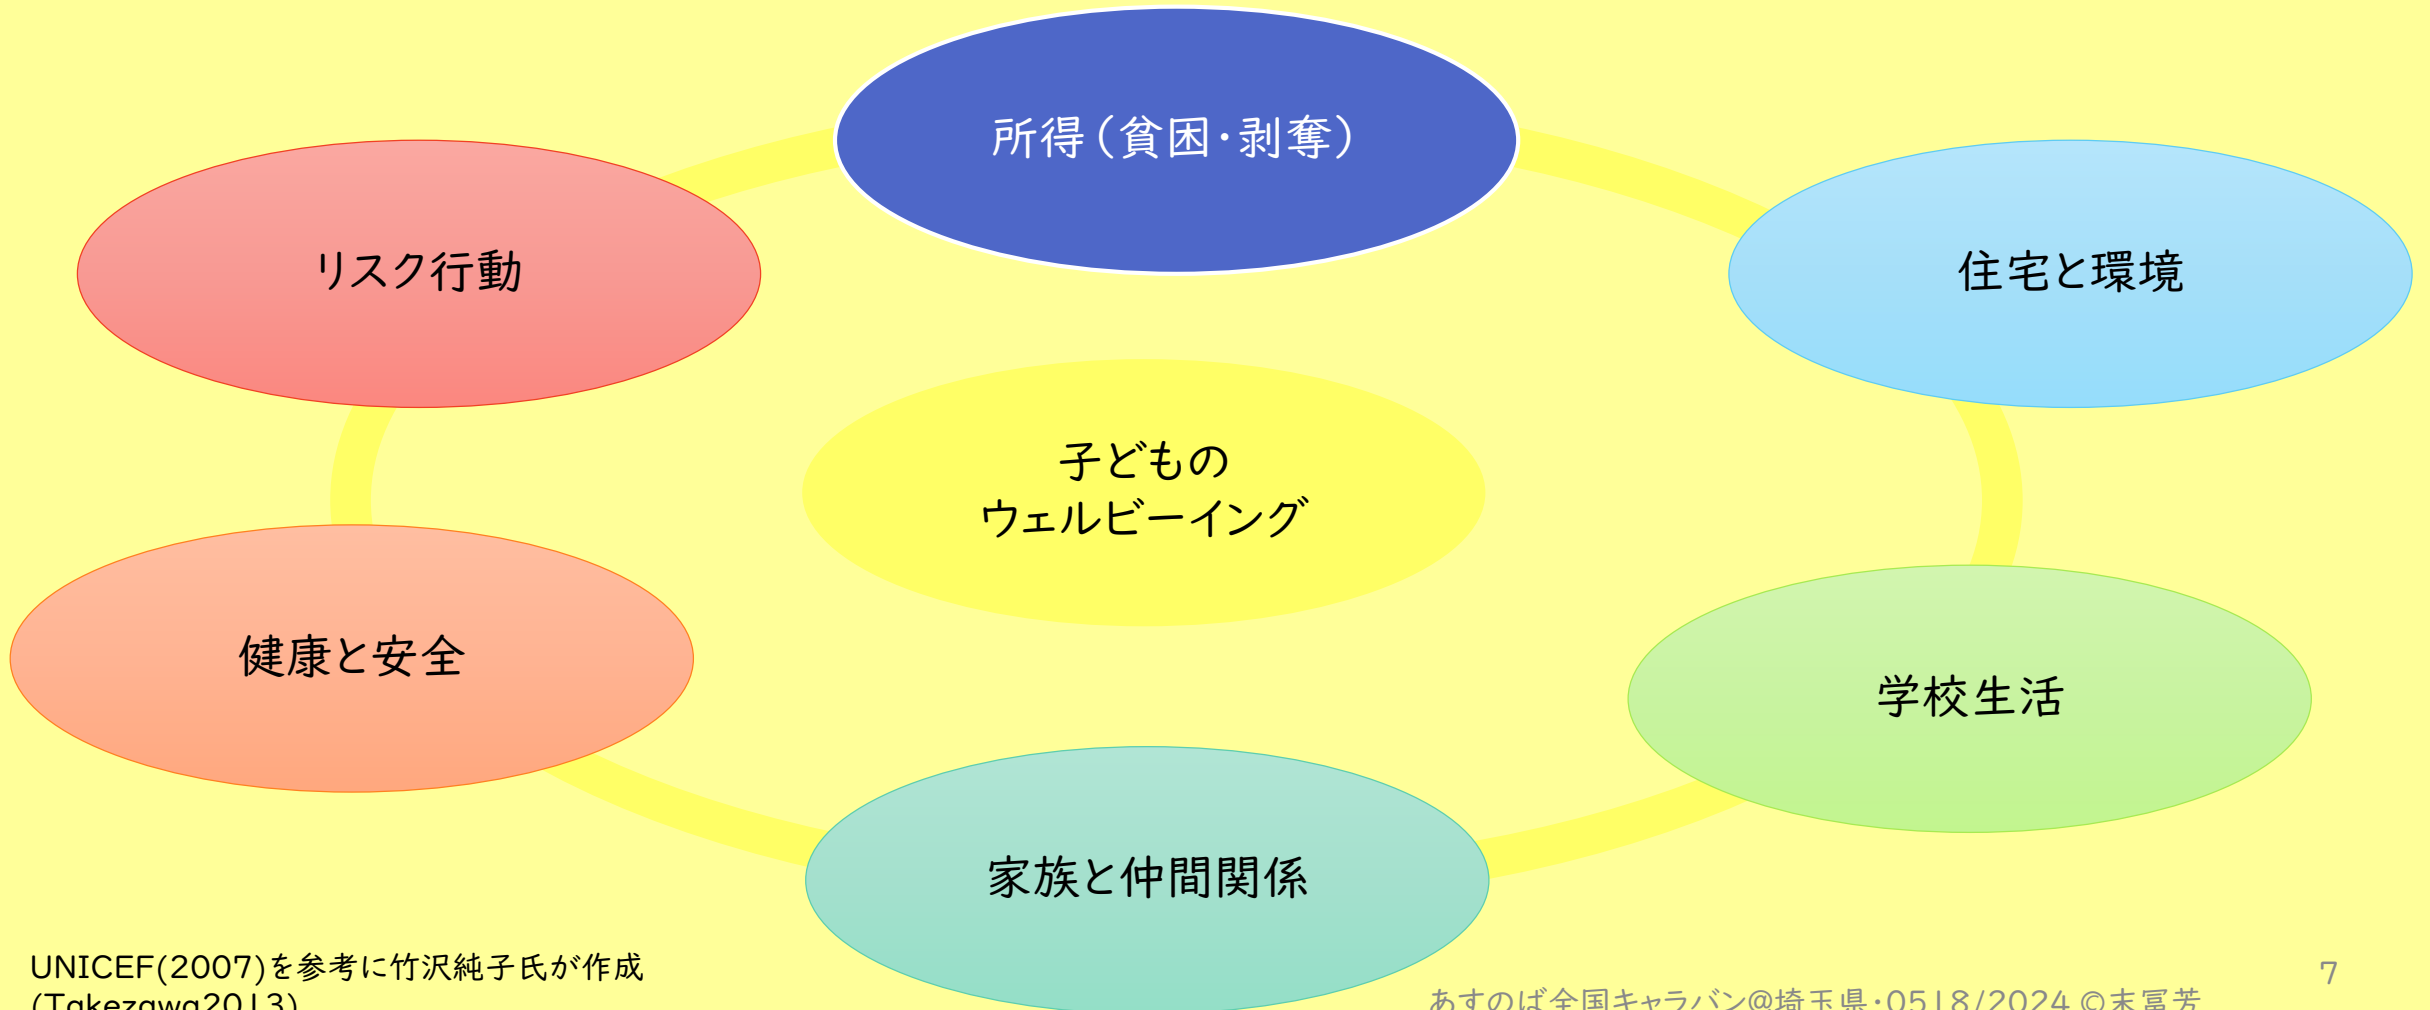 所得(貧困・剥奪)
リスク行動
住宅と環境
子どもの
ウェルビーイング
健康と安全
学校生活
家族と仲間関係
UNICEF(2007)を参考に竹沢純子氏が作成
(Takezawa2013)
7
あすのば全国キャラバン@埼玉県・0518/2024 ©末冨芳